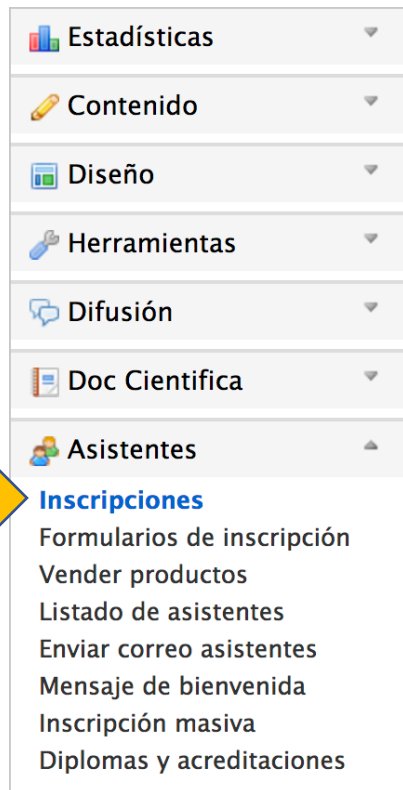 Estadísticas
Contenido
Diseño
Herramientas
Difusión
Doc Cientifica
Asistentes
Inscripciones
Formularios de inscripción
Vender productos
Listado de asistentes
Enviar correo asistentes
Mensaje de bienvenida
Inscripción masiva
Diplomas y acreditaciones